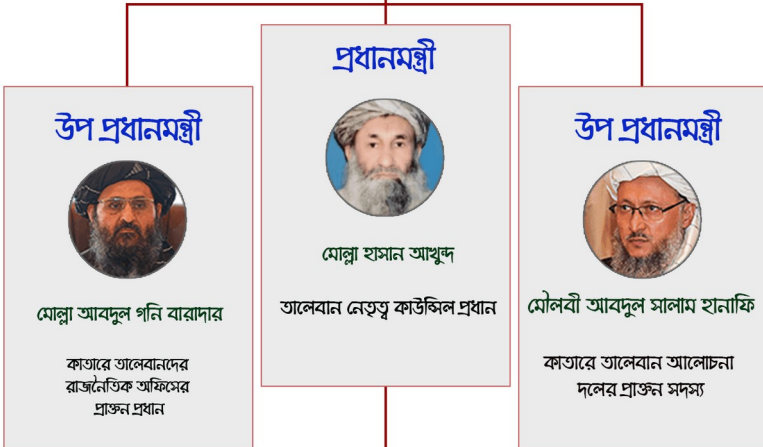 প্রধানমন্ত্রী
মোল্লা হাসান আখুন্দ
তালেবান নেতৃত্ব কাউন্সিল প্রধান
উপ প্রধানমন্ত্রী
মোল্লা আবদুল গনি বারাদার
কাতারে তালেবানদের
রাজনৈতিক অফিসের
প্রাক্তন প্রধান
উপ প্রধানমন্ত্রী
মৌলবী আবদুল সালাম হানাফি
কাতারে তালেবান আলোচনা
দলের প্রাক্তন সদস্য